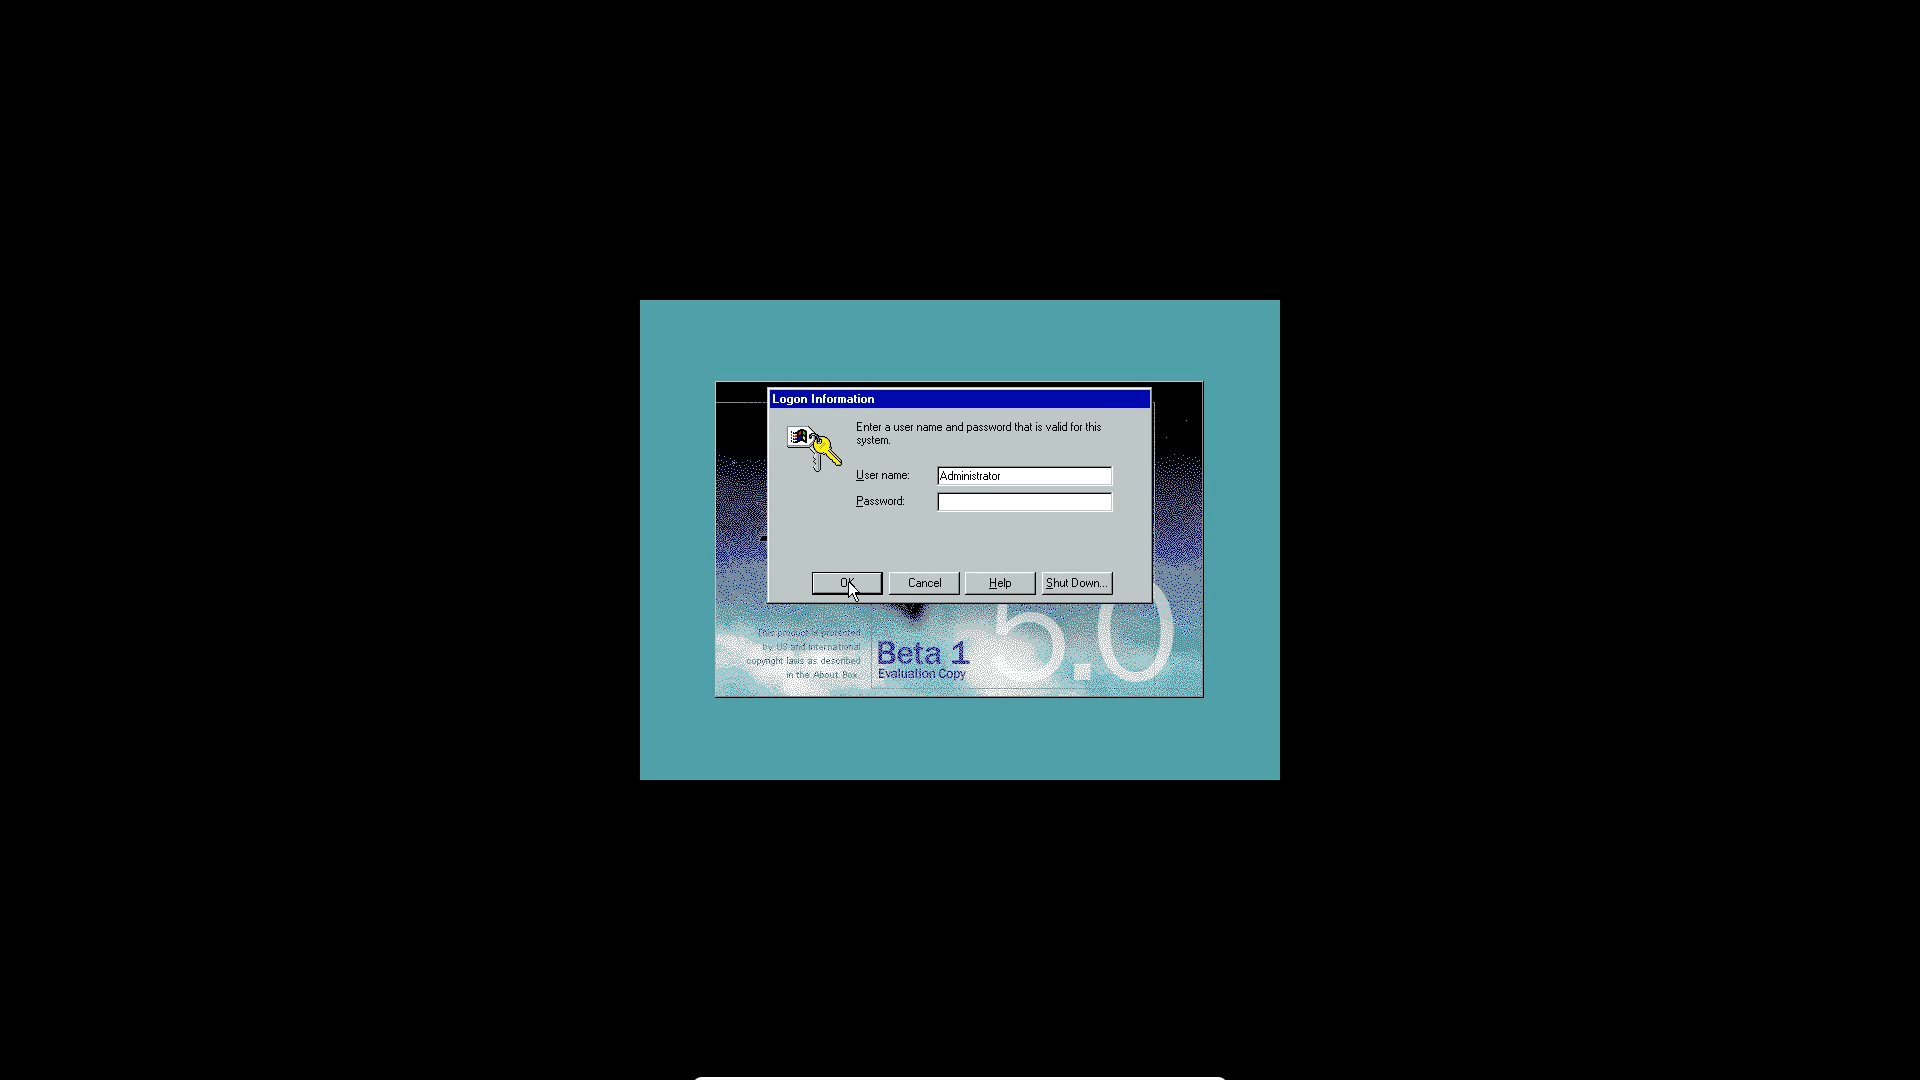 Logon Information
Enter a user name and password that is valid for this
system.
User name: Administrator
Password:
OK Cancel Help Shut Down...
5.0
This product is protected
by US and international
copyright laws as described
in the About Box.
Beta 1
Evaluation Copy